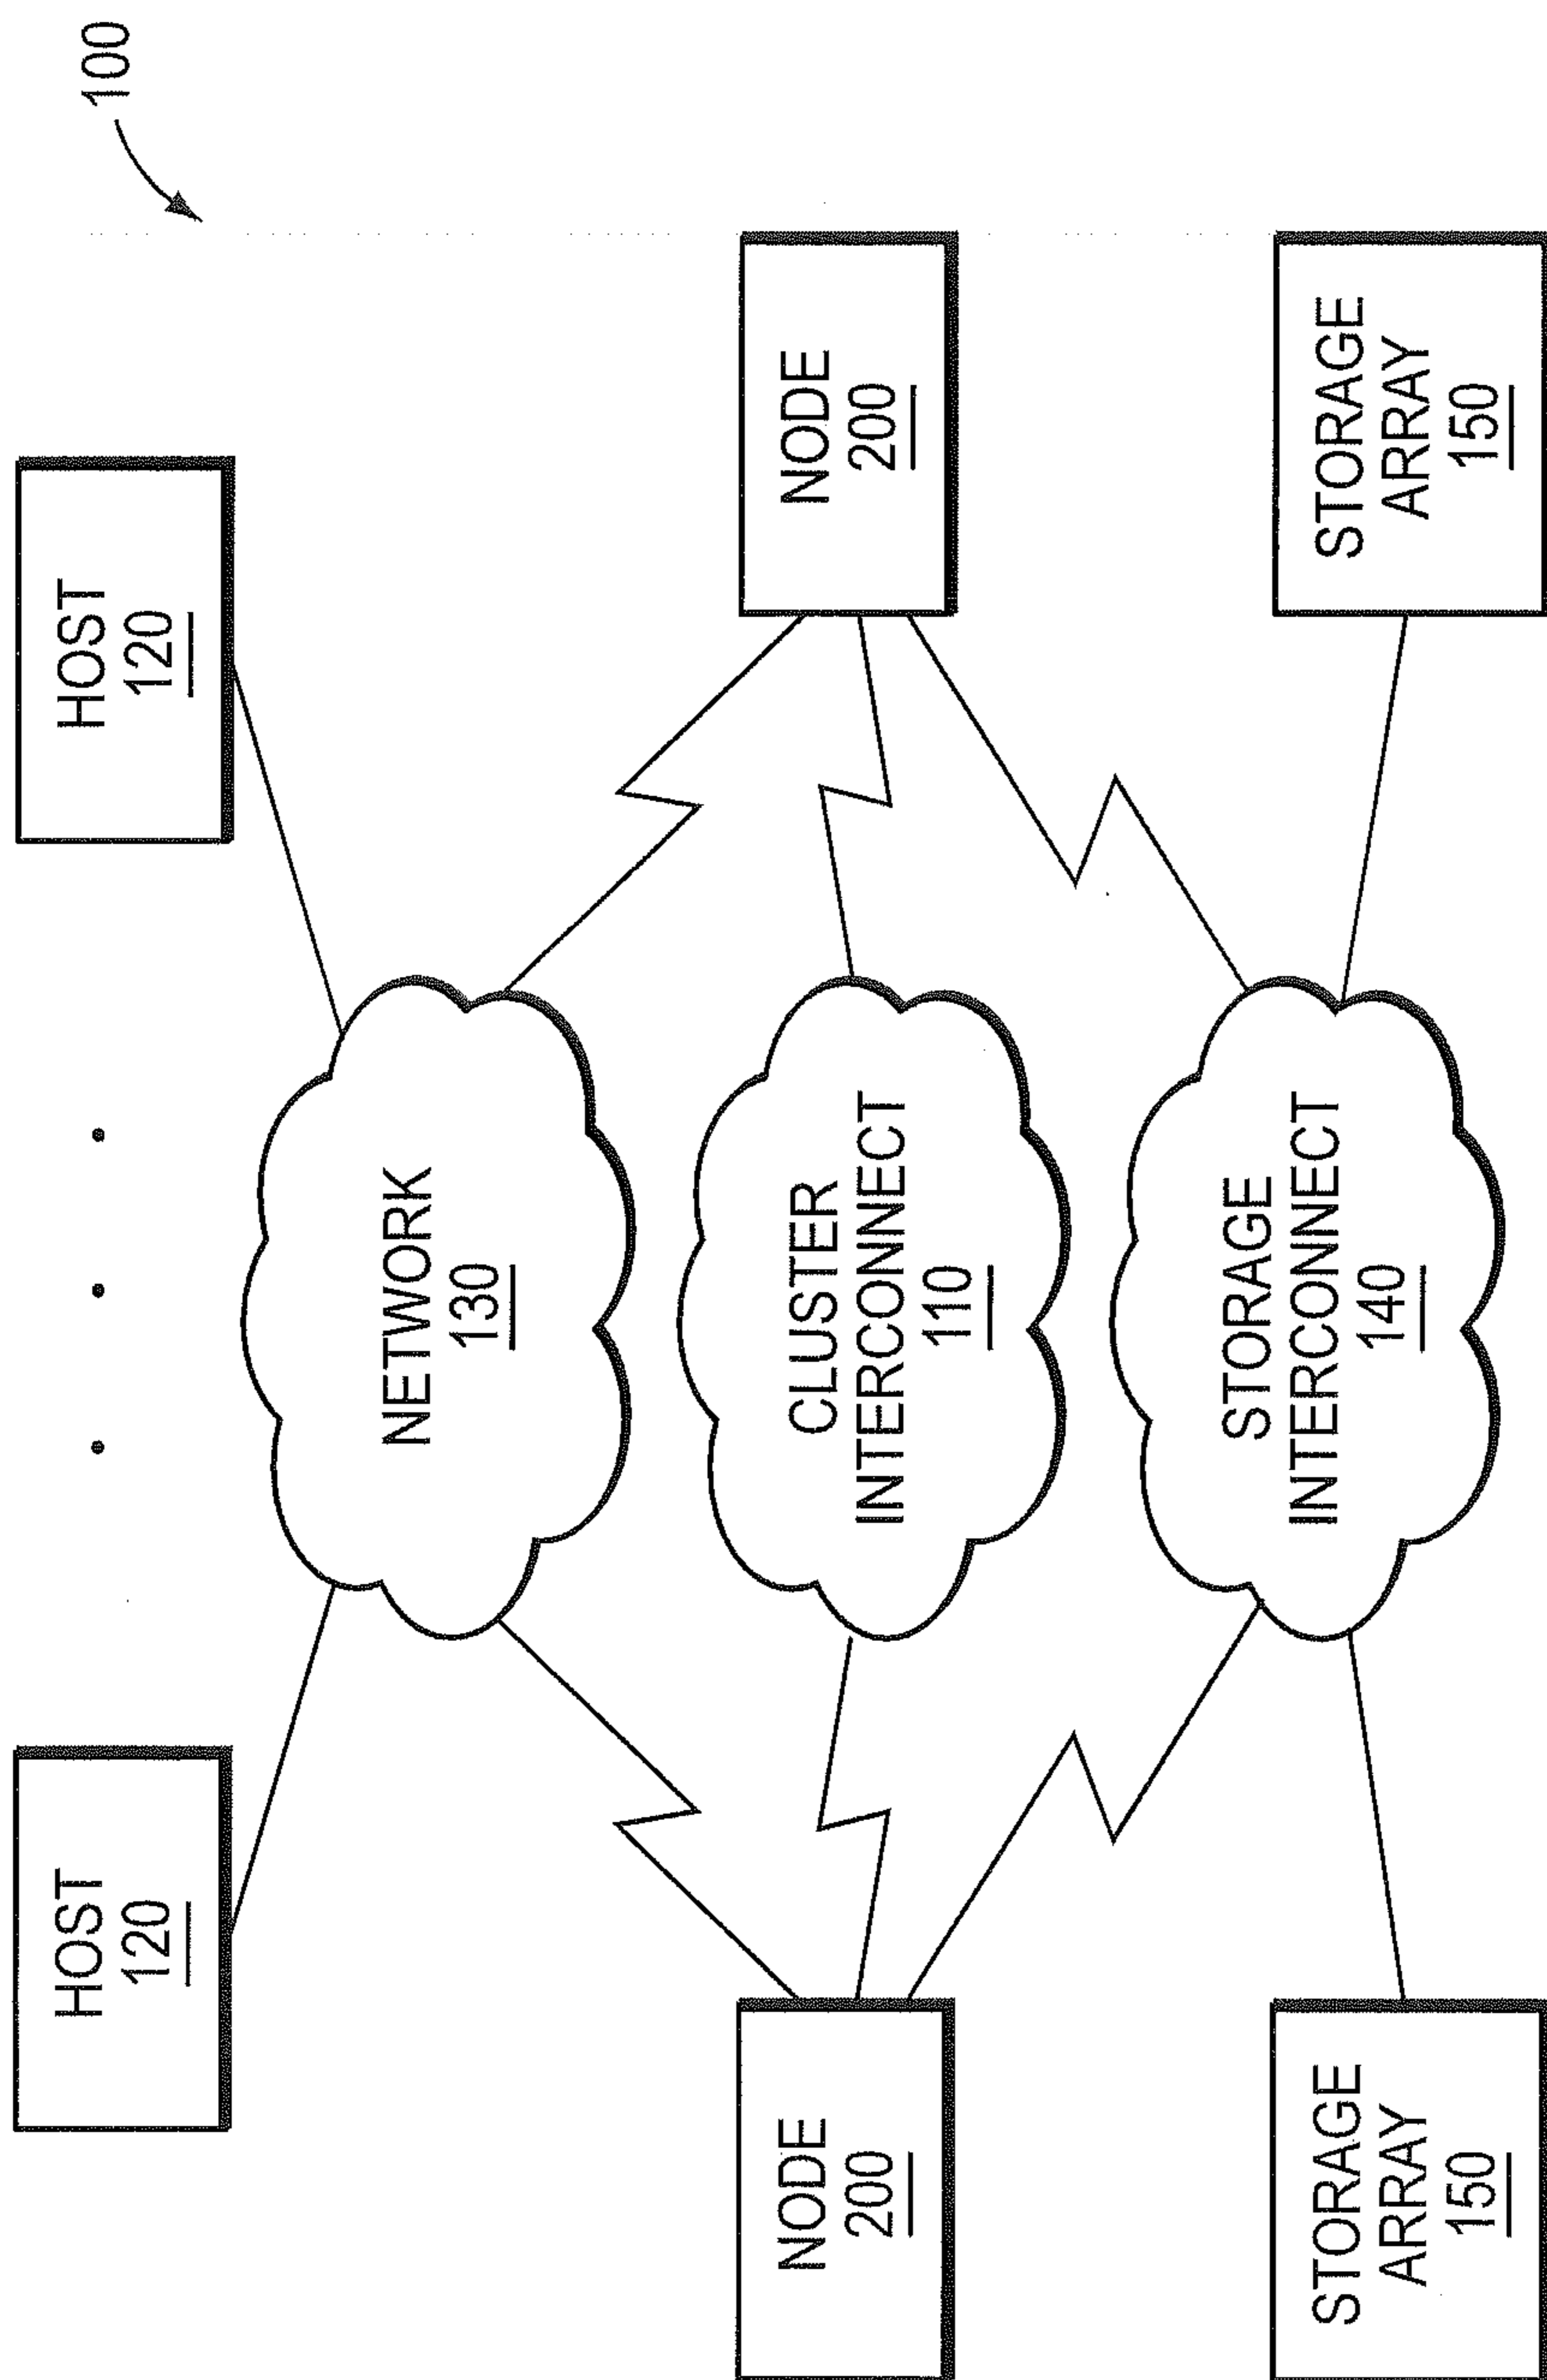 100
HOST
120
HOST
120
NETWORK
130
NODE
200
CLUSTER
INTERCONNECT
110
NODE
200
STORAGE
INTERCONNECT
140
STORAGE
ARRAY
150
STORAGE
ARRAY
150